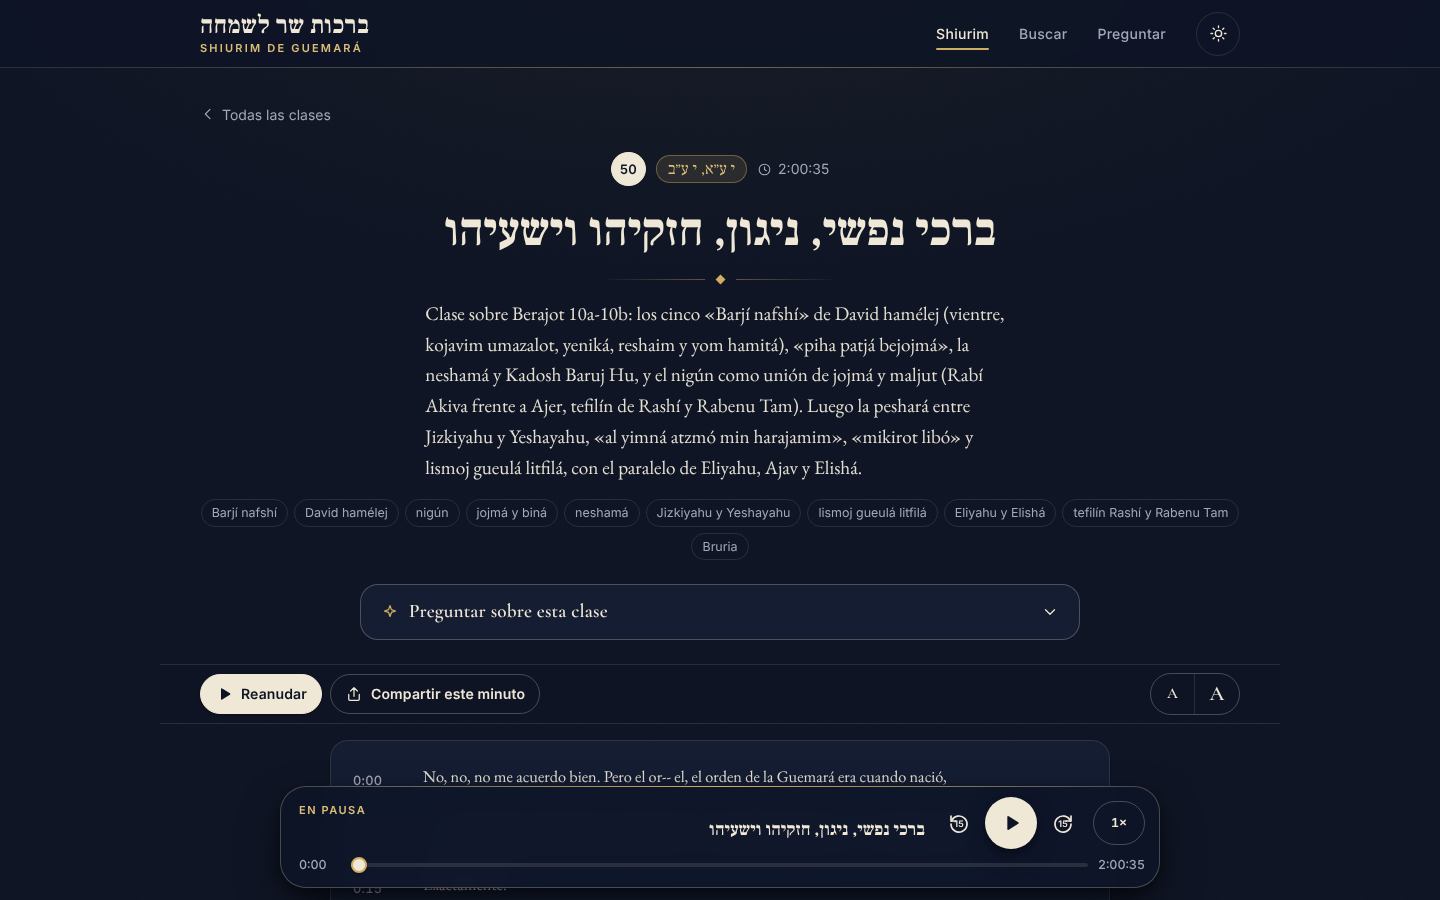 ברכות שר לשמחה
SHIURIM DE GUEMARÁ
Shiurim
Buscar
Preguntar
Todas las clases
50
י ע״א, י ע״ב
2:00:35
ברכי נפשי, ניגון, חזקיהו וישעיהו
Clase sobre Berajot 10a-10b: los cinco «Barjí nafshí» de David hamélej (vientre,
kojavim umazalot, yeniká, reshaim y yom hamitá), «piha patjá bejojmá», la
neshamá y Kadosh Baruj Hu, y el nigún como unión de jojmá y maljut (Rabí
Akiva frente a Ajer, tefilín de Rashí y Rabenu Tam). Luego la peshará entre
Jizkiyahu y Yeshayahu, «al yimná atzmó min harajamim», «mikirot libó» y
lismoj gueulá litfilá, con el paralelo de Eliyahu, Ajav y Elishá.
Barjí nafshí
David hamélej
nigún
jojmá y biná
neshamá
Jizkiyahu y Yeshayahu
lismoj gueulá litfilá
Eliyahu y Elishá
tefilín Rashí y Rabenu Tam
Bruria
Preguntar sobre esta clase
Reanudar
Compartir este minuto
A
A
0:00
No, no, no me acuerdo bien. Pero el or-- el, el orden de la Guemará era cuando nació,
EN PAUSA
ברכי נפשי, ניגון, חזקיהו וישעיהו
15
15
1×
0:00
2:00:35
0:15
Exactamente.